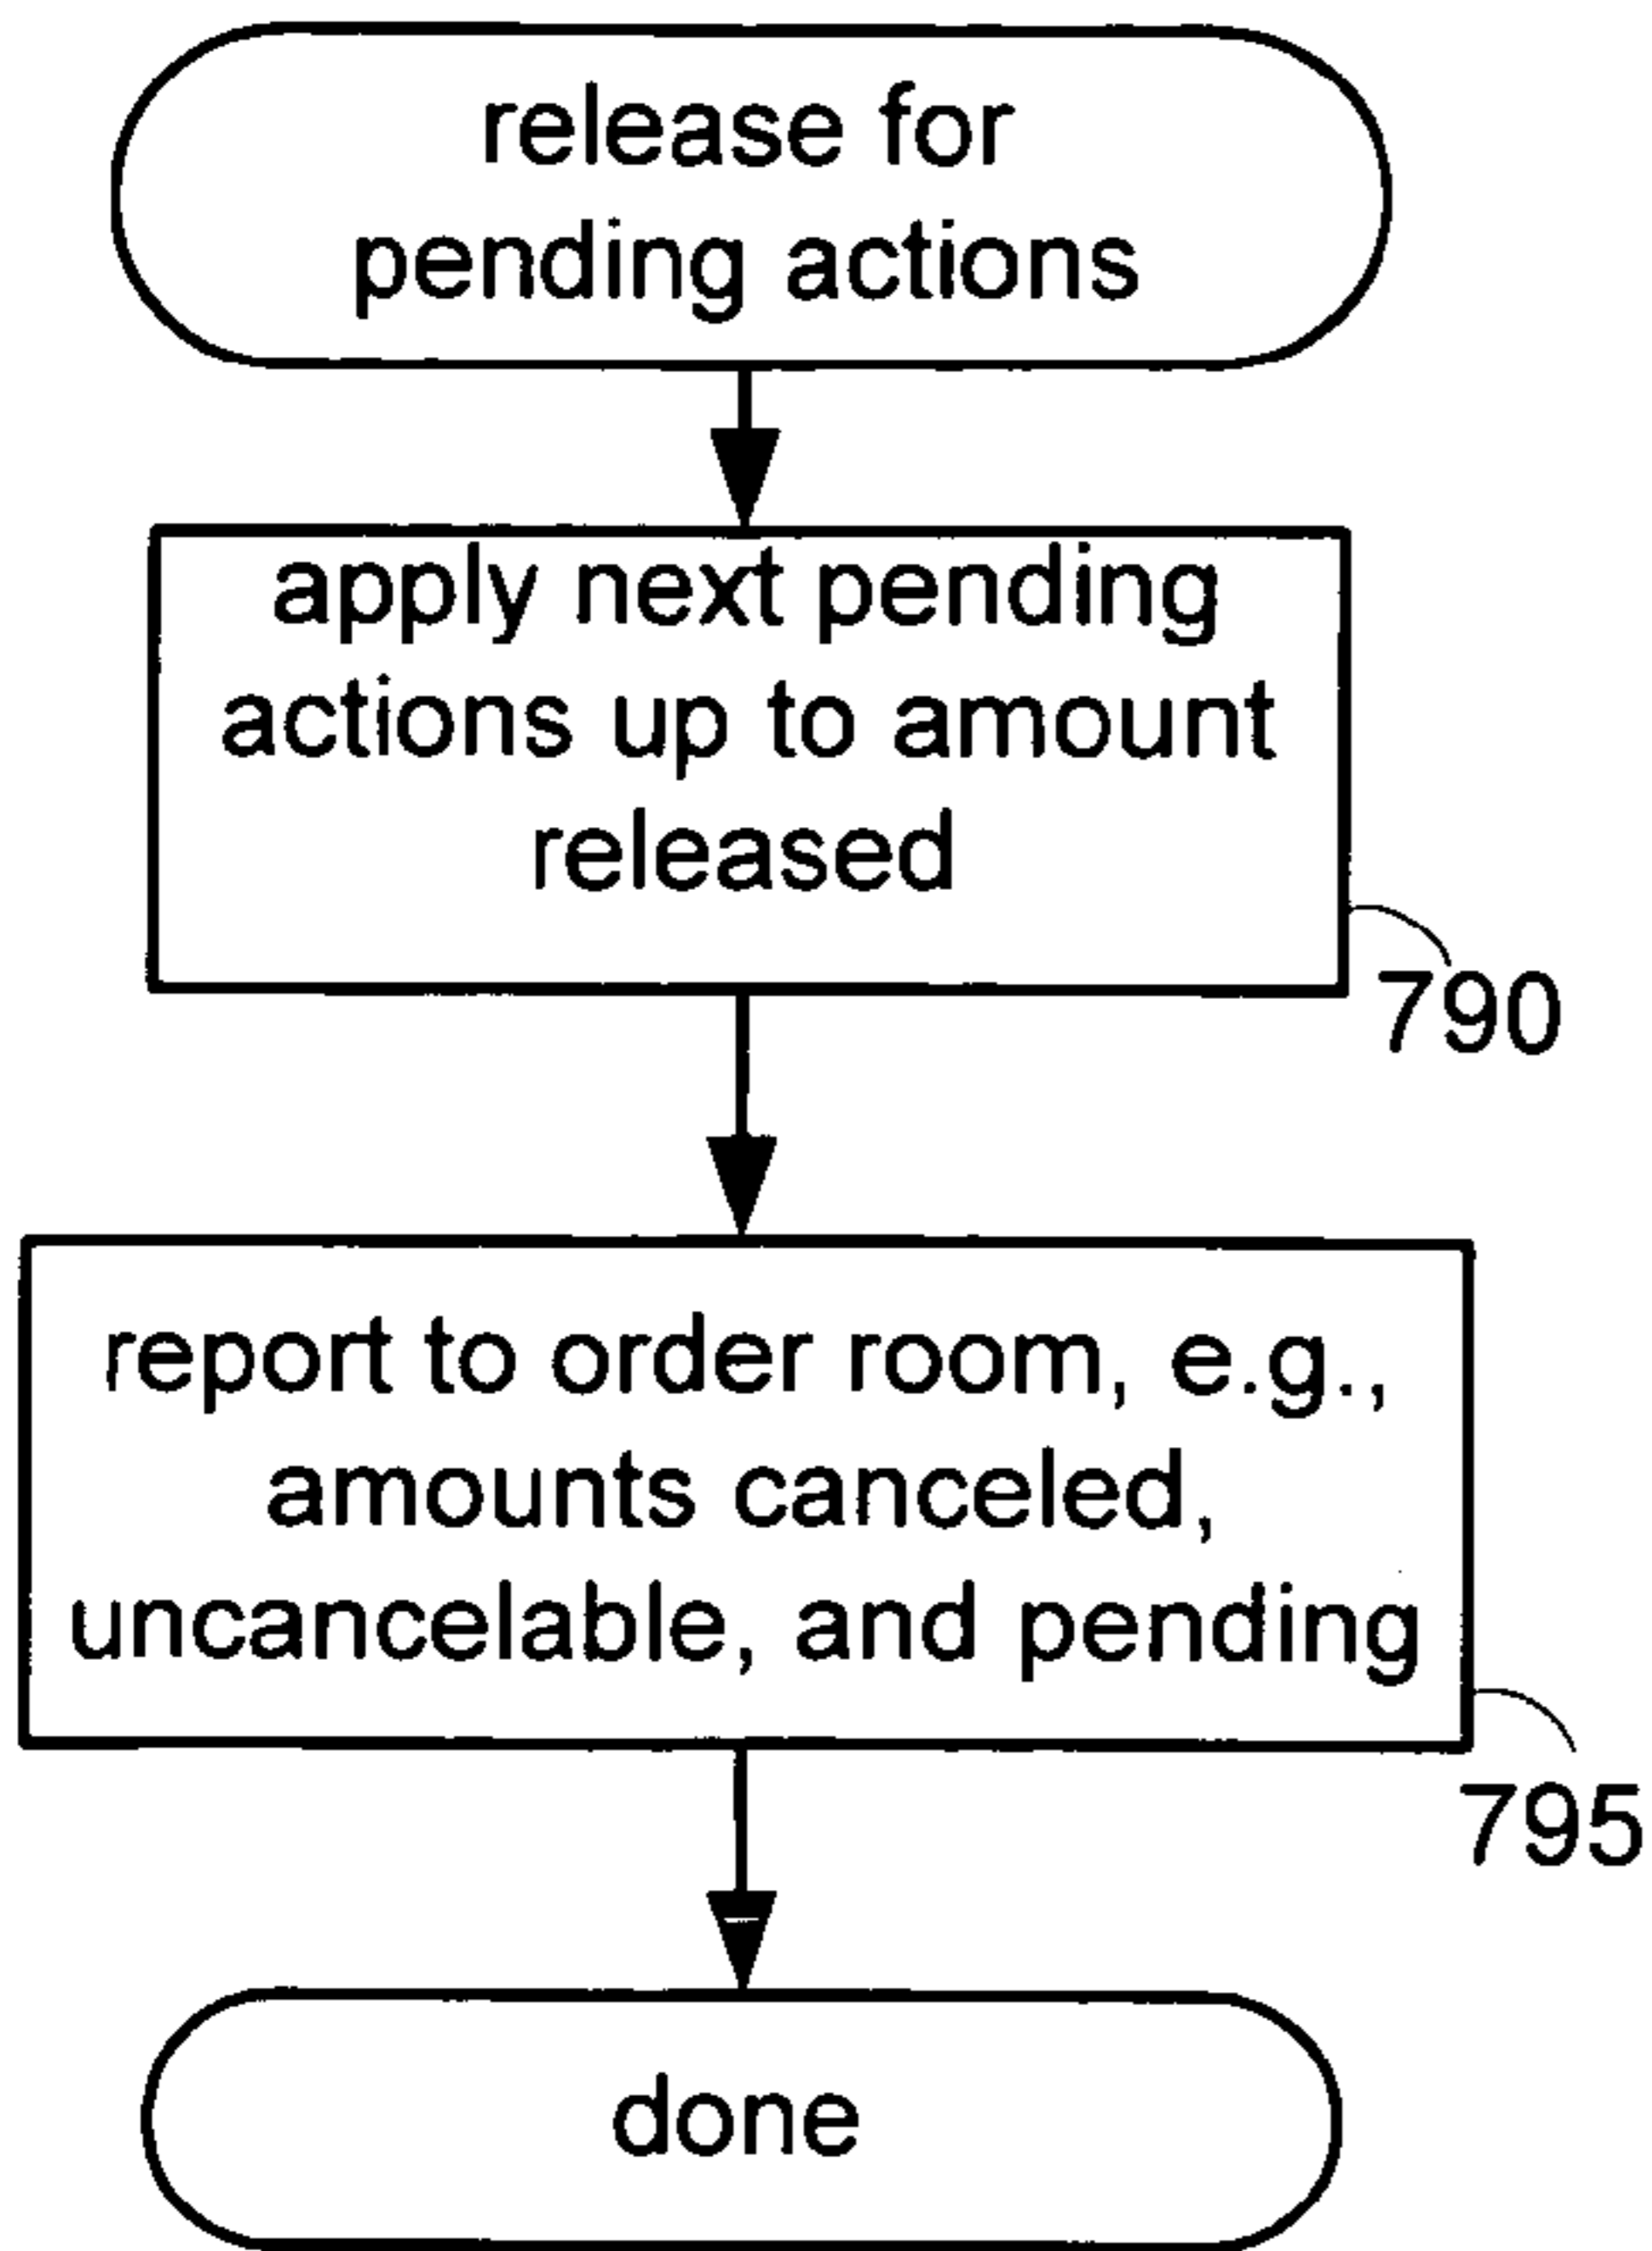 release for
pending actions
apply next pending
actions up to amount
released
790
report to order room, e.g.,
amounts canceled,
uncancelable, and pending
795
done